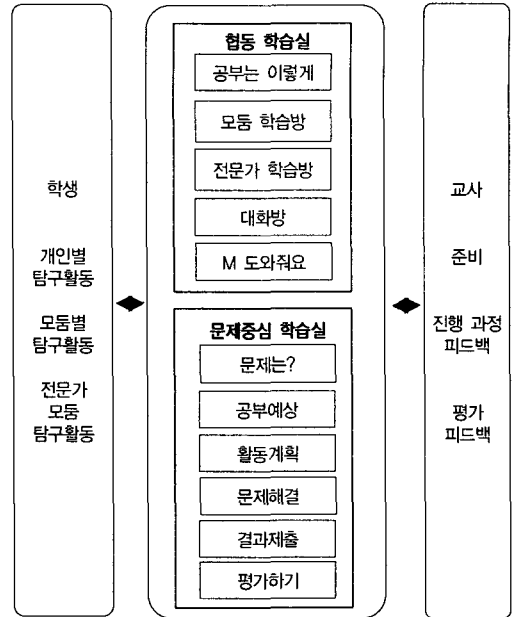 학생
개인별
탐구활동
모둠별
탐구활동
전문가
모둠
탐구활동
협동 학습실
공부는 이렇게
모둠 학습방
전문가 학습방
대화방
M 도와줘요
문제중심 학습실
문제는?
공부예상
활동계획
문제해결
결과제출
평가하기
교사
준비
진행 과정
피드백
평가
피드백